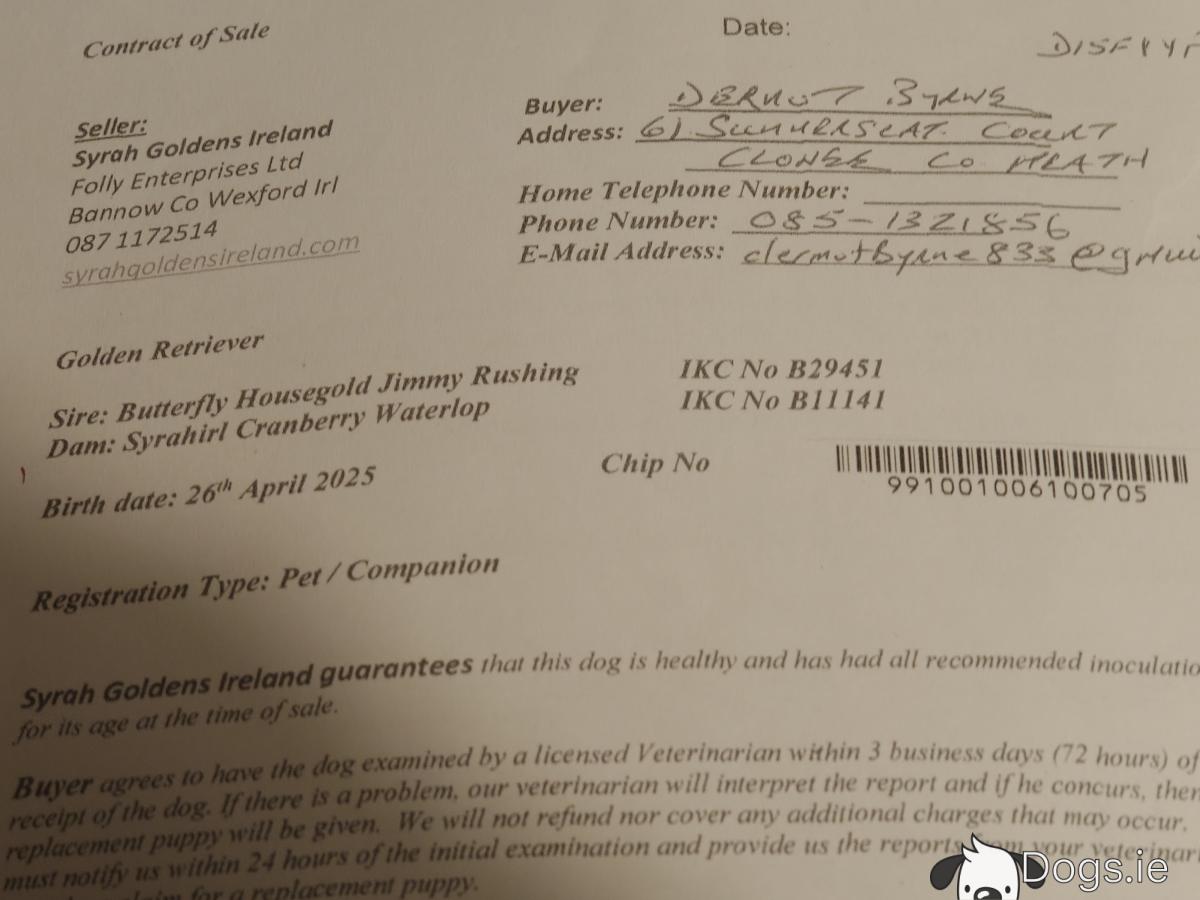 Contract of Sale
Date:
Seller:
Syrah Goldens Ireland
Folly Enterprises Ltd
Bannow Co Wexford Irl
087 1172514
syrahgoldensireland.com
Buyer: DERMOT BYRNE
Address: 61 SUMMERSEAT COURT
CLONEE CO MEATH
Home Telephone Number:
Phone Number: 085-1321856
E-Mail Address: dermotbyrne833@gmai
Golden Retriever
Sire: Butterfly Housegold Jimmy Rushing IKC No B29451
Dam: Syrahirl Cranberry Waterlop IKC No B11141
Birth date: 26th April 2025 Chip No
991001006100705
Registration Type: Pet / Companion
Syrah Goldens Ireland guarantees that this dog is healthy and has had all recommended inoculatio
for its age at the time of sale.
Buyer agrees to have the dog examined by a licensed Veterinarian within 3 business days (72 hours) of
receipt of the dog. If there is a problem, our veterinarian will interpret the report and if he concurs, then
replacement puppy will be given. We will not refund nor cover any additional charges that may occur.
must notify us within 24 hours of the initial examination and provide us the reports from your veterinari
for a replacement puppy.
Dogs.ie